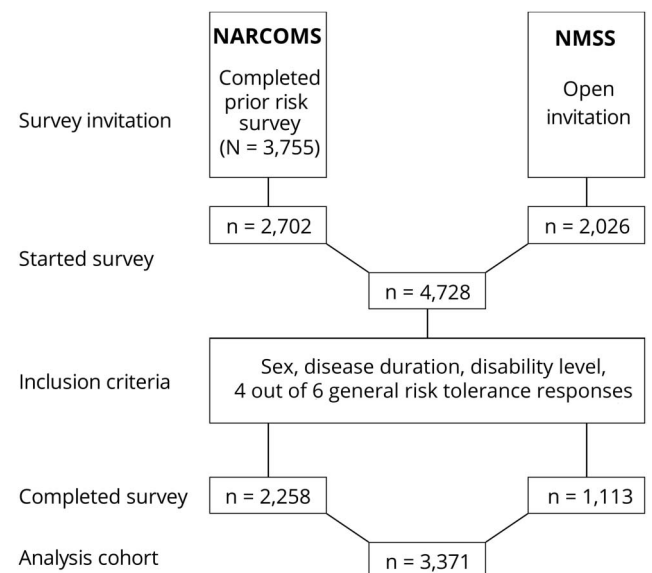 NARCOMS
Completed
prior risk
survey
(N = 3,755)
NMSS
Open
invitation
Survey invitation
n = 2,702
n = 2,026
Started survey
n = 4,728
Inclusion criteria
Sex, disease duration, disability level,
4 out of 6 general risk tolerance responses
Completed survey
n = 2,258
n = 1,113
Analysis cohort
n = 3,371